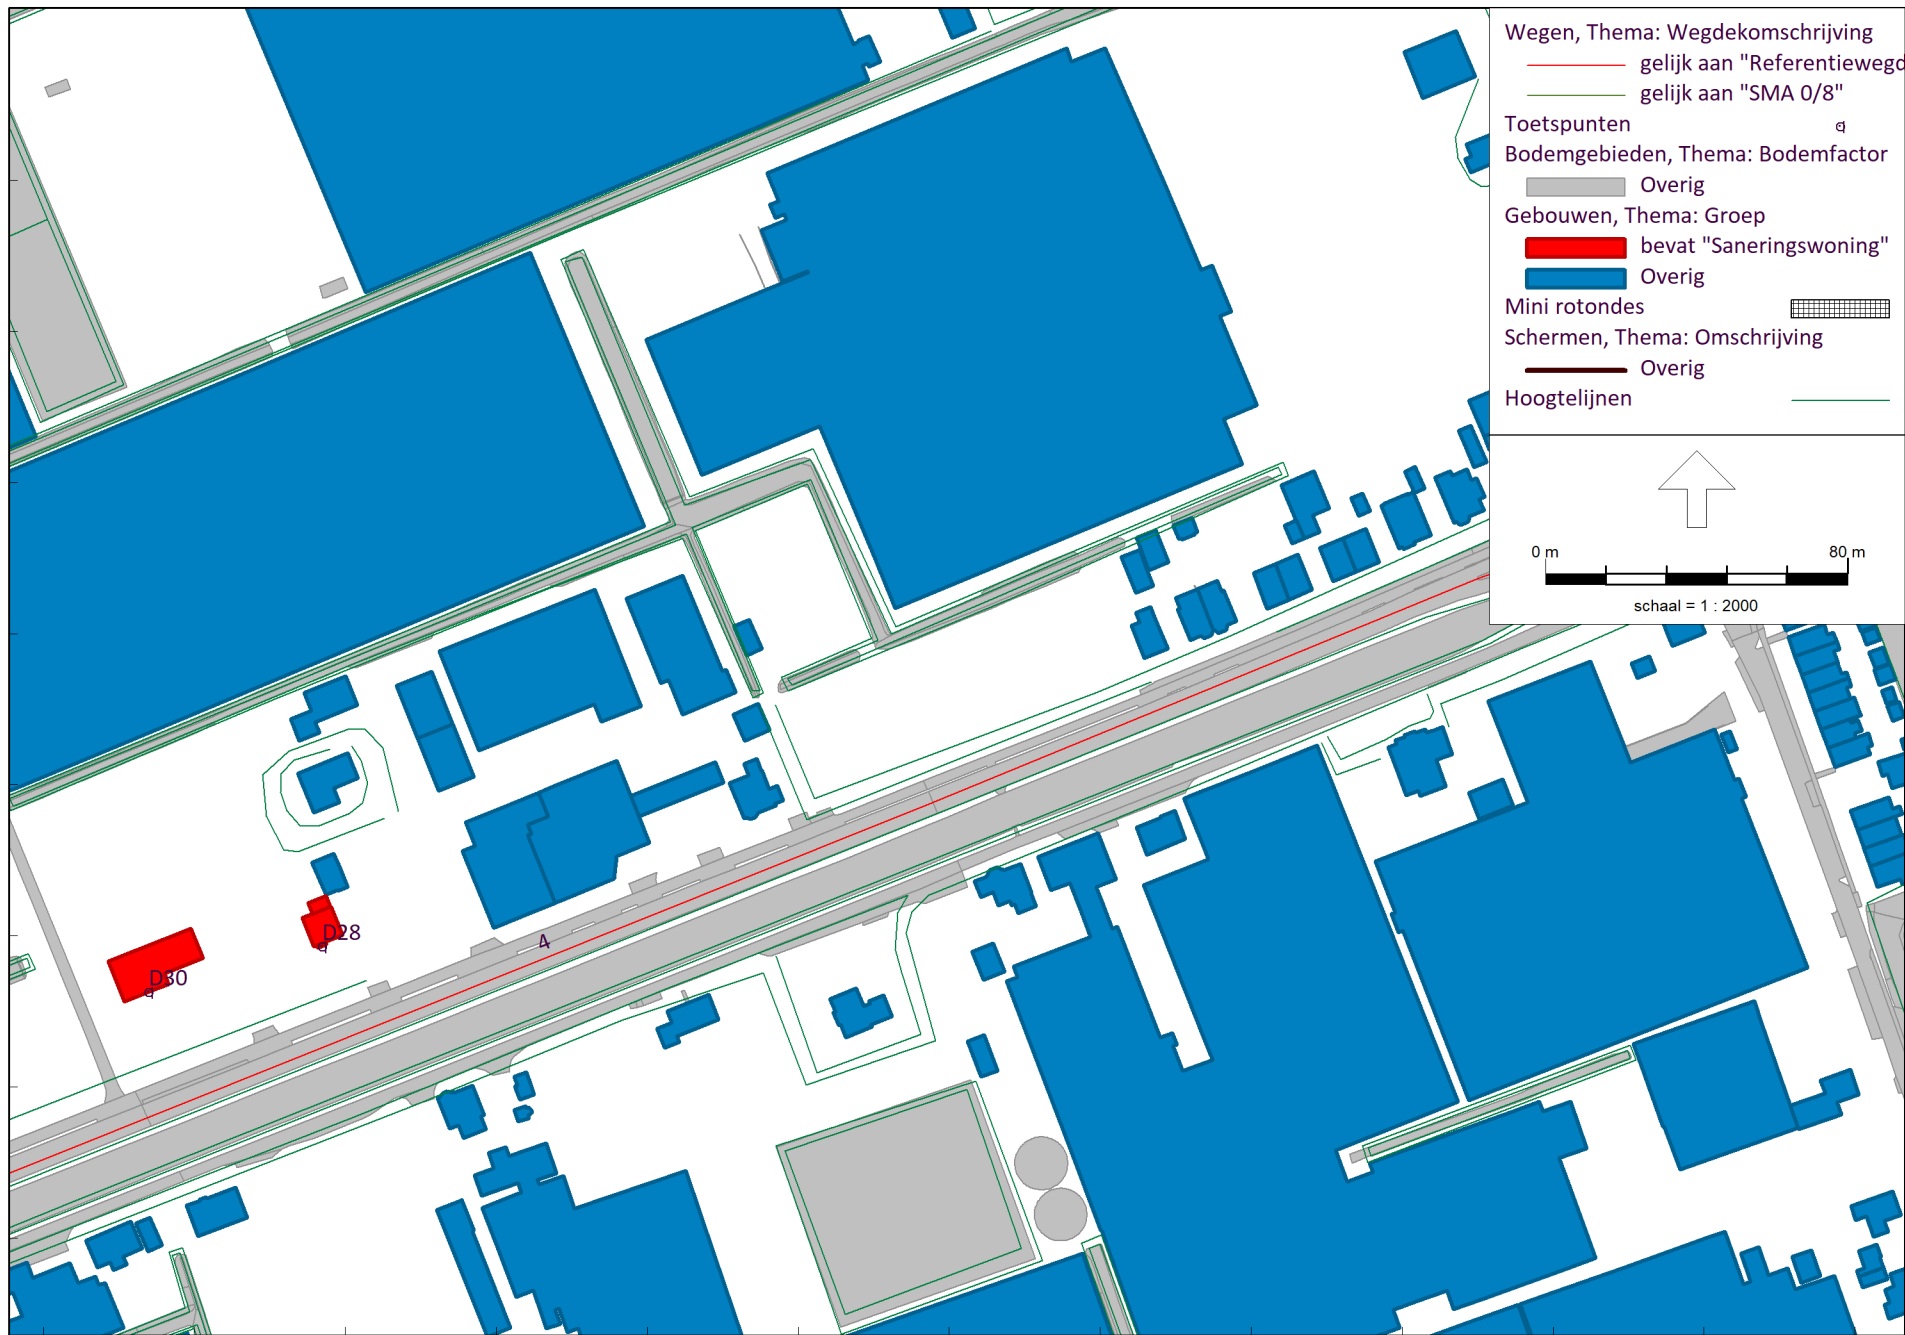 Wegen, Thema: Wegdekomschrijving
gelijk aan "Referentiewegd
gelijk aan "SMA 0/8"
Toetspunten
Bodemgebieden, Thema: Bodemfactor
Overig
Gebouwen, Thema: Groep
bevat "Saneringswoning"
Overig
Mini rotondes
Schermen, Thema: Omschrijving
Overig
Hoogtelijnen
0 m 80 m
schaal = 1 : 2000
D28
4
D30